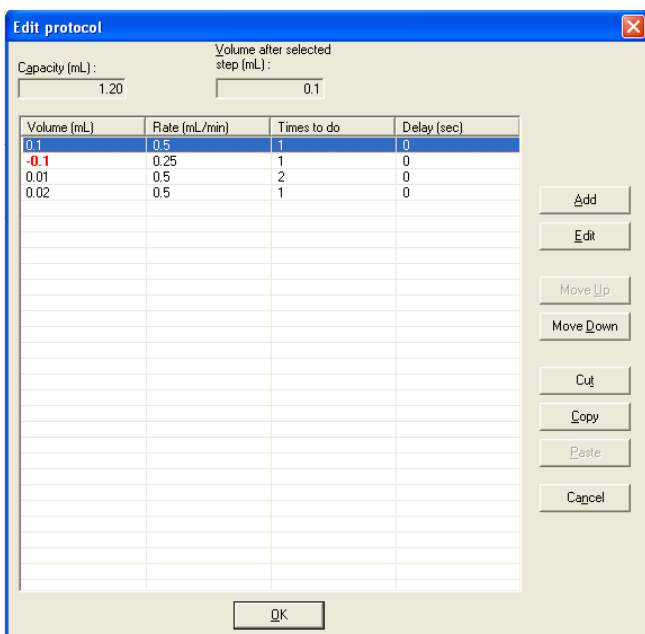 Edit protocol
Capacity (mL) :
1.20
Volume after selected
step (mL) :
0.1
Volume (mL) Rate (mL/min) Times to do Delay (sec)
0.1 0.5 1 0
-0.1 0.25 1 0
0.01 0.5 2 0
0.02 0.5 1 0
Add
Edit
Move Up
Move Down
Cut
Copy
Paste
Cancel
OK